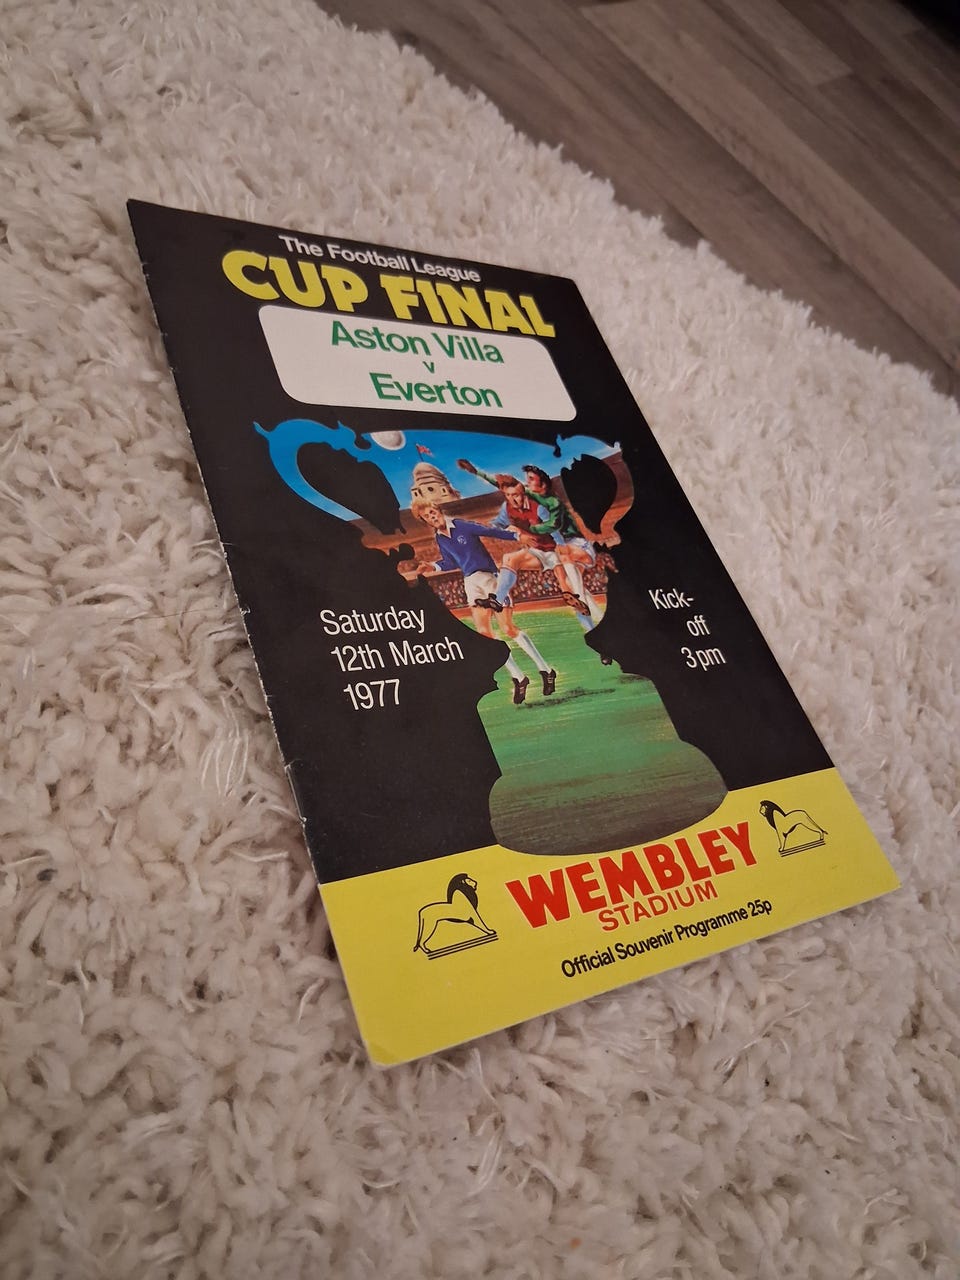 The Football League
CUP FINAL
Aston Villa
v
Everton
Saturday
12th March
1977
Kick-
off
3pm
WEMBLEY
STADIUM
Official Souvenir Programme 25p